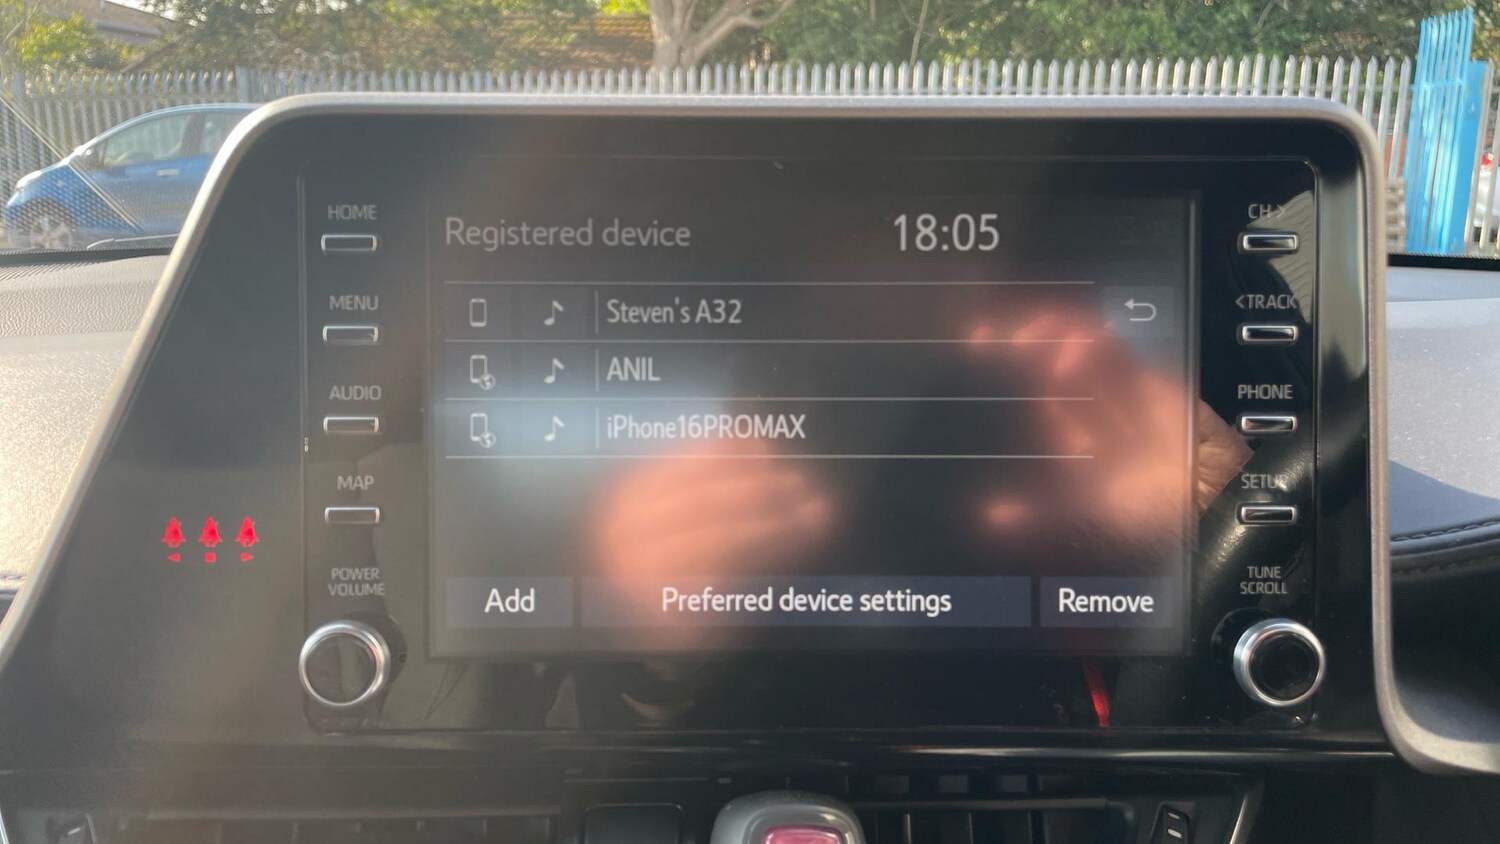 HOME
MENU
AUDIO
MAP
POWER
VOLUME
Registered device 18:05
Steven's A32
ANIL
iPhone16PROMAX
Add Preferred device settings Remove
CH>
<TRACK
PHONE
SETUP
TUNE
SCROLL